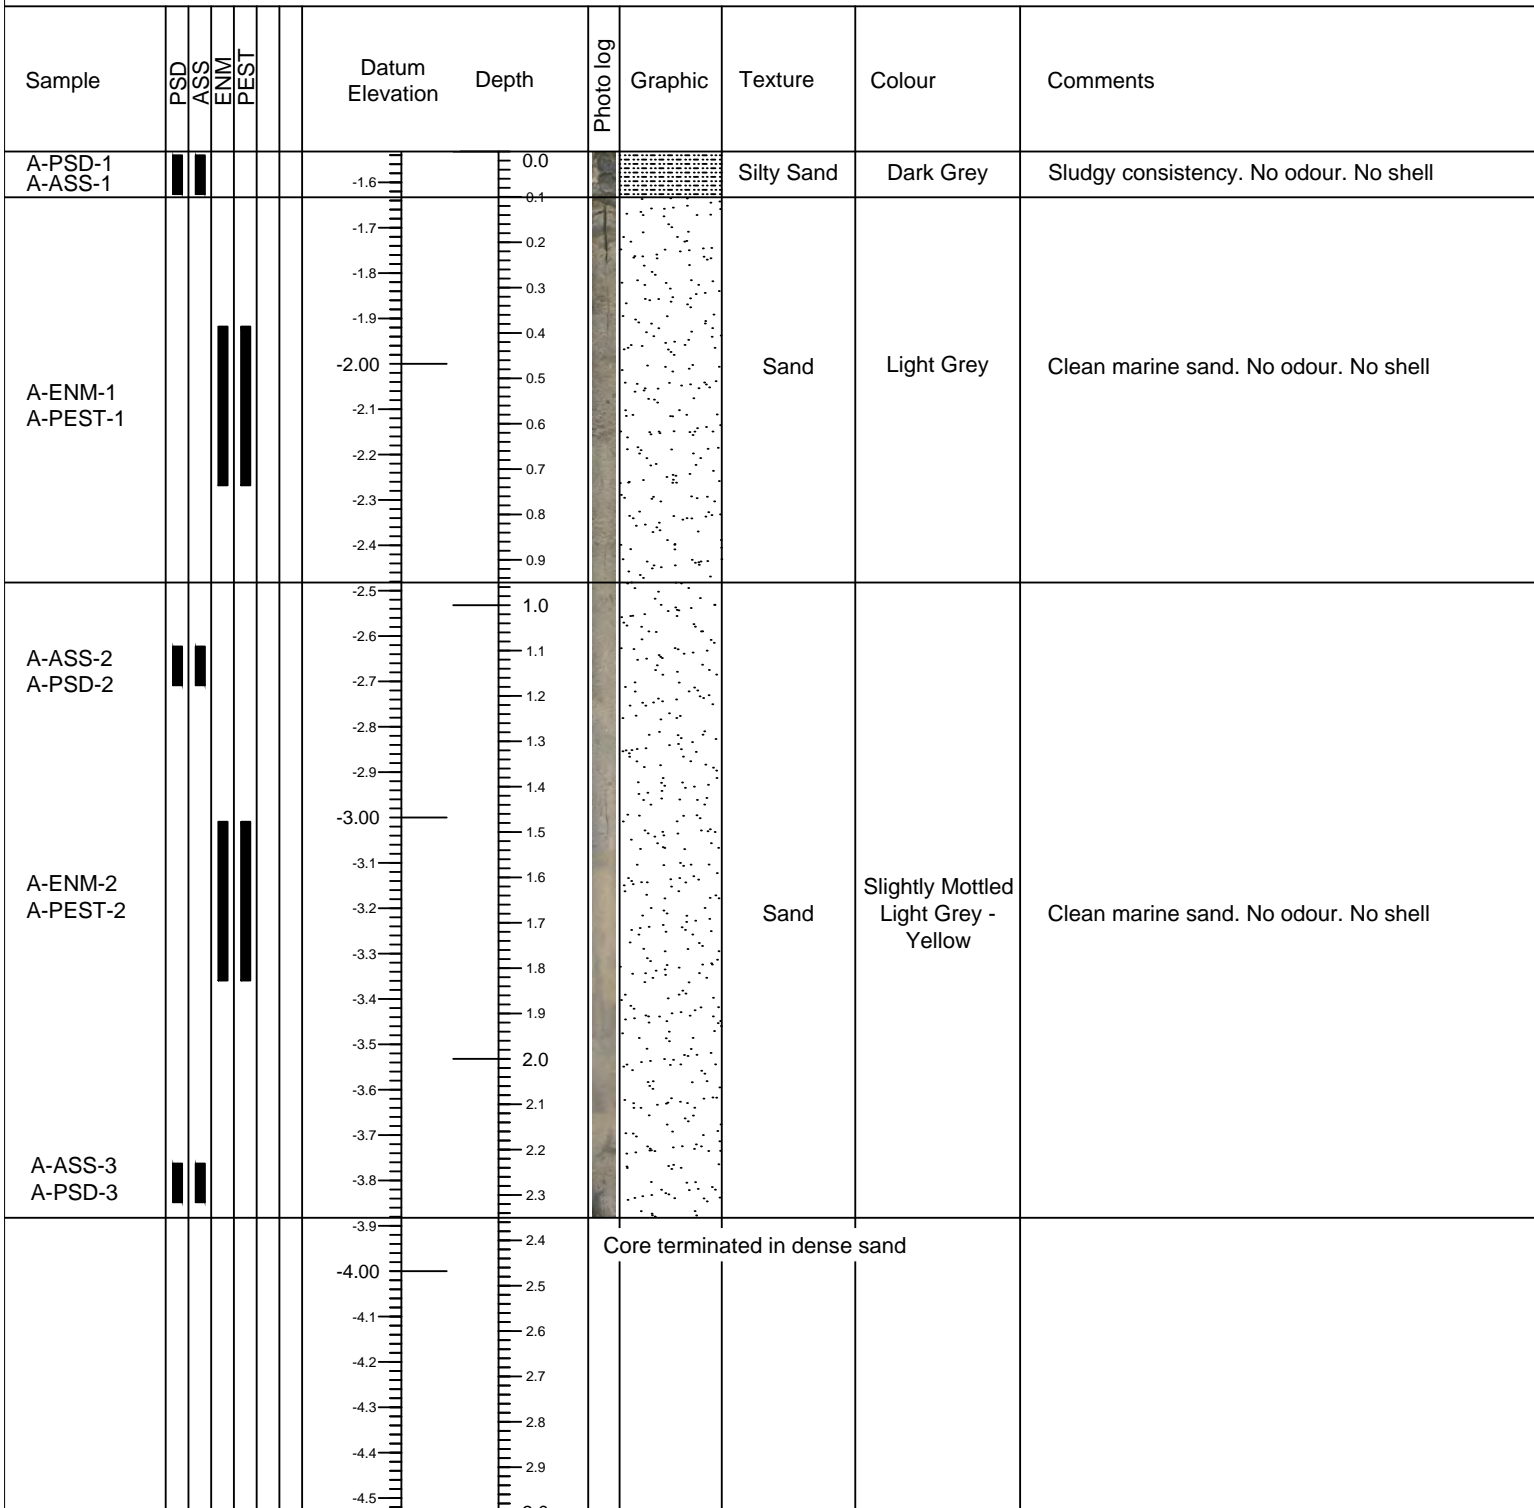 Sample
PSD
ASS
ENM
PEST
Datum
Elevation
Depth
Photo log
Graphic
Texture
Colour
Comments
A-PSD-1
A-ASS-1
Silty Sand
Dark Grey
Sludgy consistency. No odour. No shell
A-ENM-1
A-PEST-1
Sand
Light Grey
Clean marine sand. No odour. No shell
A-ASS-2
A-PSD-2
A-ENM-2
A-PEST-2
Sand
Slightly Mottled
Light Grey -
Yellow
Clean marine sand. No odour. No shell
A-ASS-3
A-PSD-3
Core terminated in dense sand
-1.6
-1.7
-1.8
-1.9
-2.00
-2.1
-2.2
-2.3
-2.4
-2.5
-2.6
-2.7
-2.8
-2.9
-3.00
-3.1
-3.2
-3.3
-3.4
-3.5
-3.6
-3.7
-3.8
-3.9
-4.00
-4.1
-4.2
-4.3
-4.4
-4.5
0.0
0.1
0.2
0.3
0.4
0.5
0.6
0.7
0.8
0.9
1.0
1.1
1.2
1.3
1.4
1.5
1.6
1.7
1.8
1.9
2.0
2.1
2.2
2.3
2.4
2.5
2.6
2.7
2.8
2.9